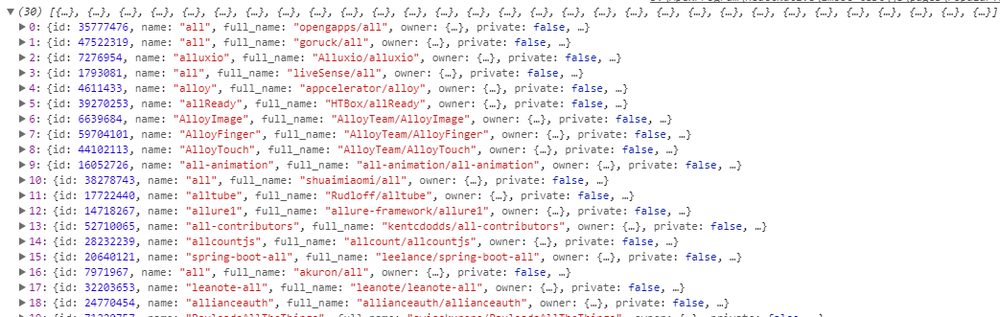 (30) [{…}, {…}, {…}, {…}, {…}, {…}, {…}, {…}, {…}, {…}, {…}, {…}, {…}, {…}, {…}, {…}, {…}, {…}, {…}, {…}, {…}, {…}, {…}, {…}, {…}, {…}, {…}, {…}, {…}, {…}]
0: {id: 35777476, name: "all", full_name: "opengapps/all", owner: {…}, private: false, …}
1: {id: 47522319, name: "all", full_name: "goruck/all", owner: {…}, private: false, …}
2: {id: 7276954, name: "alluxio", full_name: "Alluxio/alluxio", owner: {…}, private: false, …}
3: {id: 1793081, name: "all", full_name: "liveSense/all", owner: {…}, private: false, …}
4: {id: 4611433, name: "alloy", full_name: "appcelerator/alloy", owner: {…}, private: false, …}
5: {id: 39270253, name: "allReady", full_name: "HTBox/allReady", owner: {…}, private: false, …}
6: {id: 6639684, name: "AlloyImage", full_name: "AlloyTeam/AlloyImage", owner: {…}, private: false, …}
7: {id: 59704101, name: "AlloyFinger", full_name: "AlloyTeam/AlloyFinger", owner: {…}, private: false, …}
8: {id: 44102113, name: "AlloyTouch", full_name: "AlloyTeam/AlloyTouch", owner: {…}, private: false, …}
9: {id: 16052726, name: "all-animation", full_name: "all-animation/all-animation", owner: {…}, private: false, …}
10: {id: 38278743, name: "all", full_name: "shuaimiaomi/all", owner: {…}, private: false, …}
11: {id: 17722440, name: "alltube", full_name: "Rudloff/alltube", owner: {…}, private: false, …}
12: {id: 14718267, name: "allure1", full_name: "allure-framework/allure1", owner: {…}, private: false, …}
13: {id: 52710065, name: "all-contributors", full_name: "kentcdodds/all-contributors", owner: {…}, private: false, …}
14: {id: 28232239, name: "allcountjs", full_name: "allcount/allcountjs", owner: {…}, private: false, …}
15: {id: 20640121, name: "spring-boot-all", full_name: "leelance/spring-boot-all", owner: {…}, private: false, …}
16: {id: 7971967, name: "all", full_name: "akuron/all", owner: {…}, private: false, …}
17: {id: 32203653, name: "leanote-all", full_name: "leanote/leanote-all", owner: {…}, private: false, …}
18: {id: 24770454, name: "allianceauth", full_name: "allianceauth/allianceauth", owner: {…}, private: false, …}